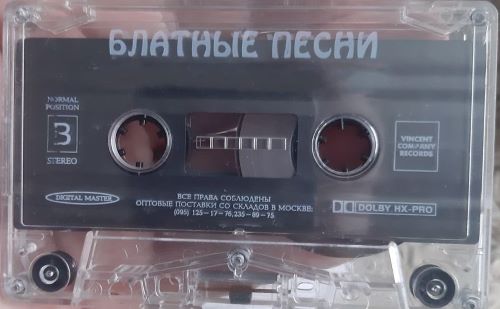 БЛАТНЫЕ ПЕСНИ
NORMAL
POSITION
B
STEREO
VINCENT
COMPANY
RECORDS
DIGITAL MASTER
ВСЕ ПРАВА СОБЛЮДЕНЫ
ОПТОВЫЕ ПОСТАВКИ СО СКЛАДОВ В МОСКВЕ:
(095) 125-17-76,235-89-75
DOLBY HX-PRO